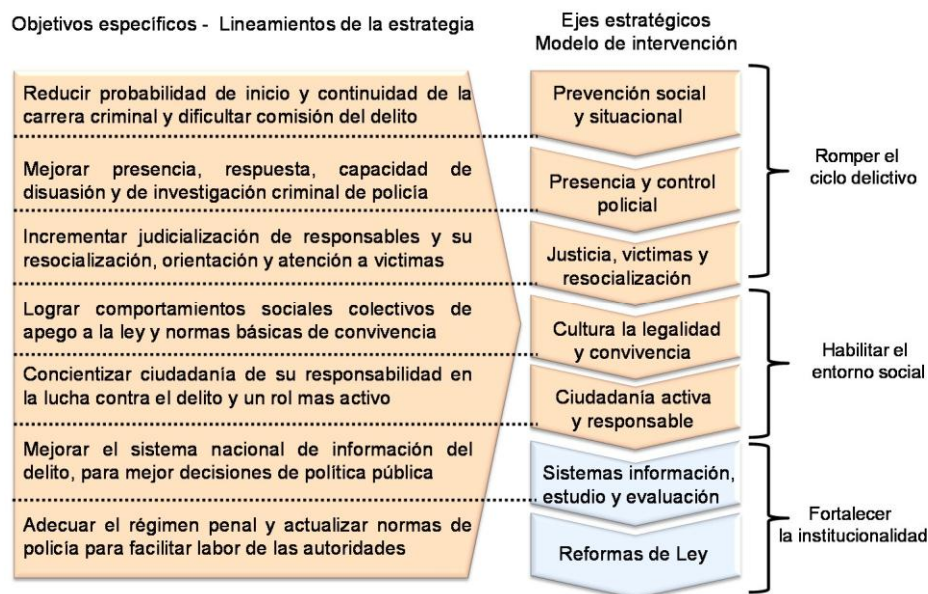 Objetivos específicos - Lineamientos de la estrategia
Ejes estratégicos
Modelo de intervención
Reducir probabilidad de inicio y continuidad de la
carrera criminal y dificultar comisión del delito
Prevención social
y situacional
Mejorar presencia, respuesta, capacidad de
disuasión y de investigación criminal de policía
Presencia y control
policial
Romper el
ciclo delictivo
Incrementar judicialización de responsables y su
resocialización, orientación y atención a victimas
Justicia, victimas y
resocialización
Lograr comportamientos sociales colectivos de
apego a la ley y normas básicas de convivencia
Cultura la legalidad
y convivencia
Habilitar el
entorno social
Concientizar ciudadanía de su responsabilidad en
la lucha contra el delito y un rol mas activo
Ciudadanía activa
y responsable
Mejorar el sistema nacional de información del
delito, para mejor decisiones de política pública
Sistemas información,
estudio y evaluación
Fortalecer
la institucionalidad
Adecuar el régimen penal y actualizar normas de
policía para facilitar labor de las autoridades
Reformas de Ley